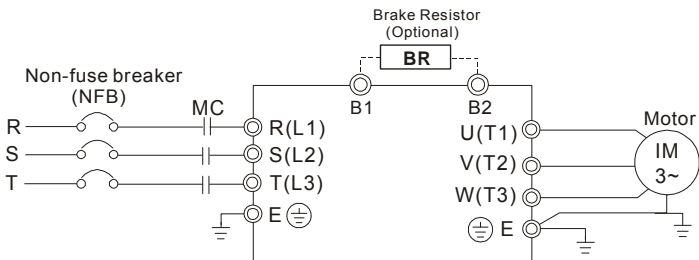 Brake Resistor
(Optional)
BR
Non-fuse breaker
(NFB)
MC
B1
B2
Motor
R
R(L1)
U(T1)
S
S(L2)
V(T2)
IM
3~
T
T(L3)
W(T3)
E
E